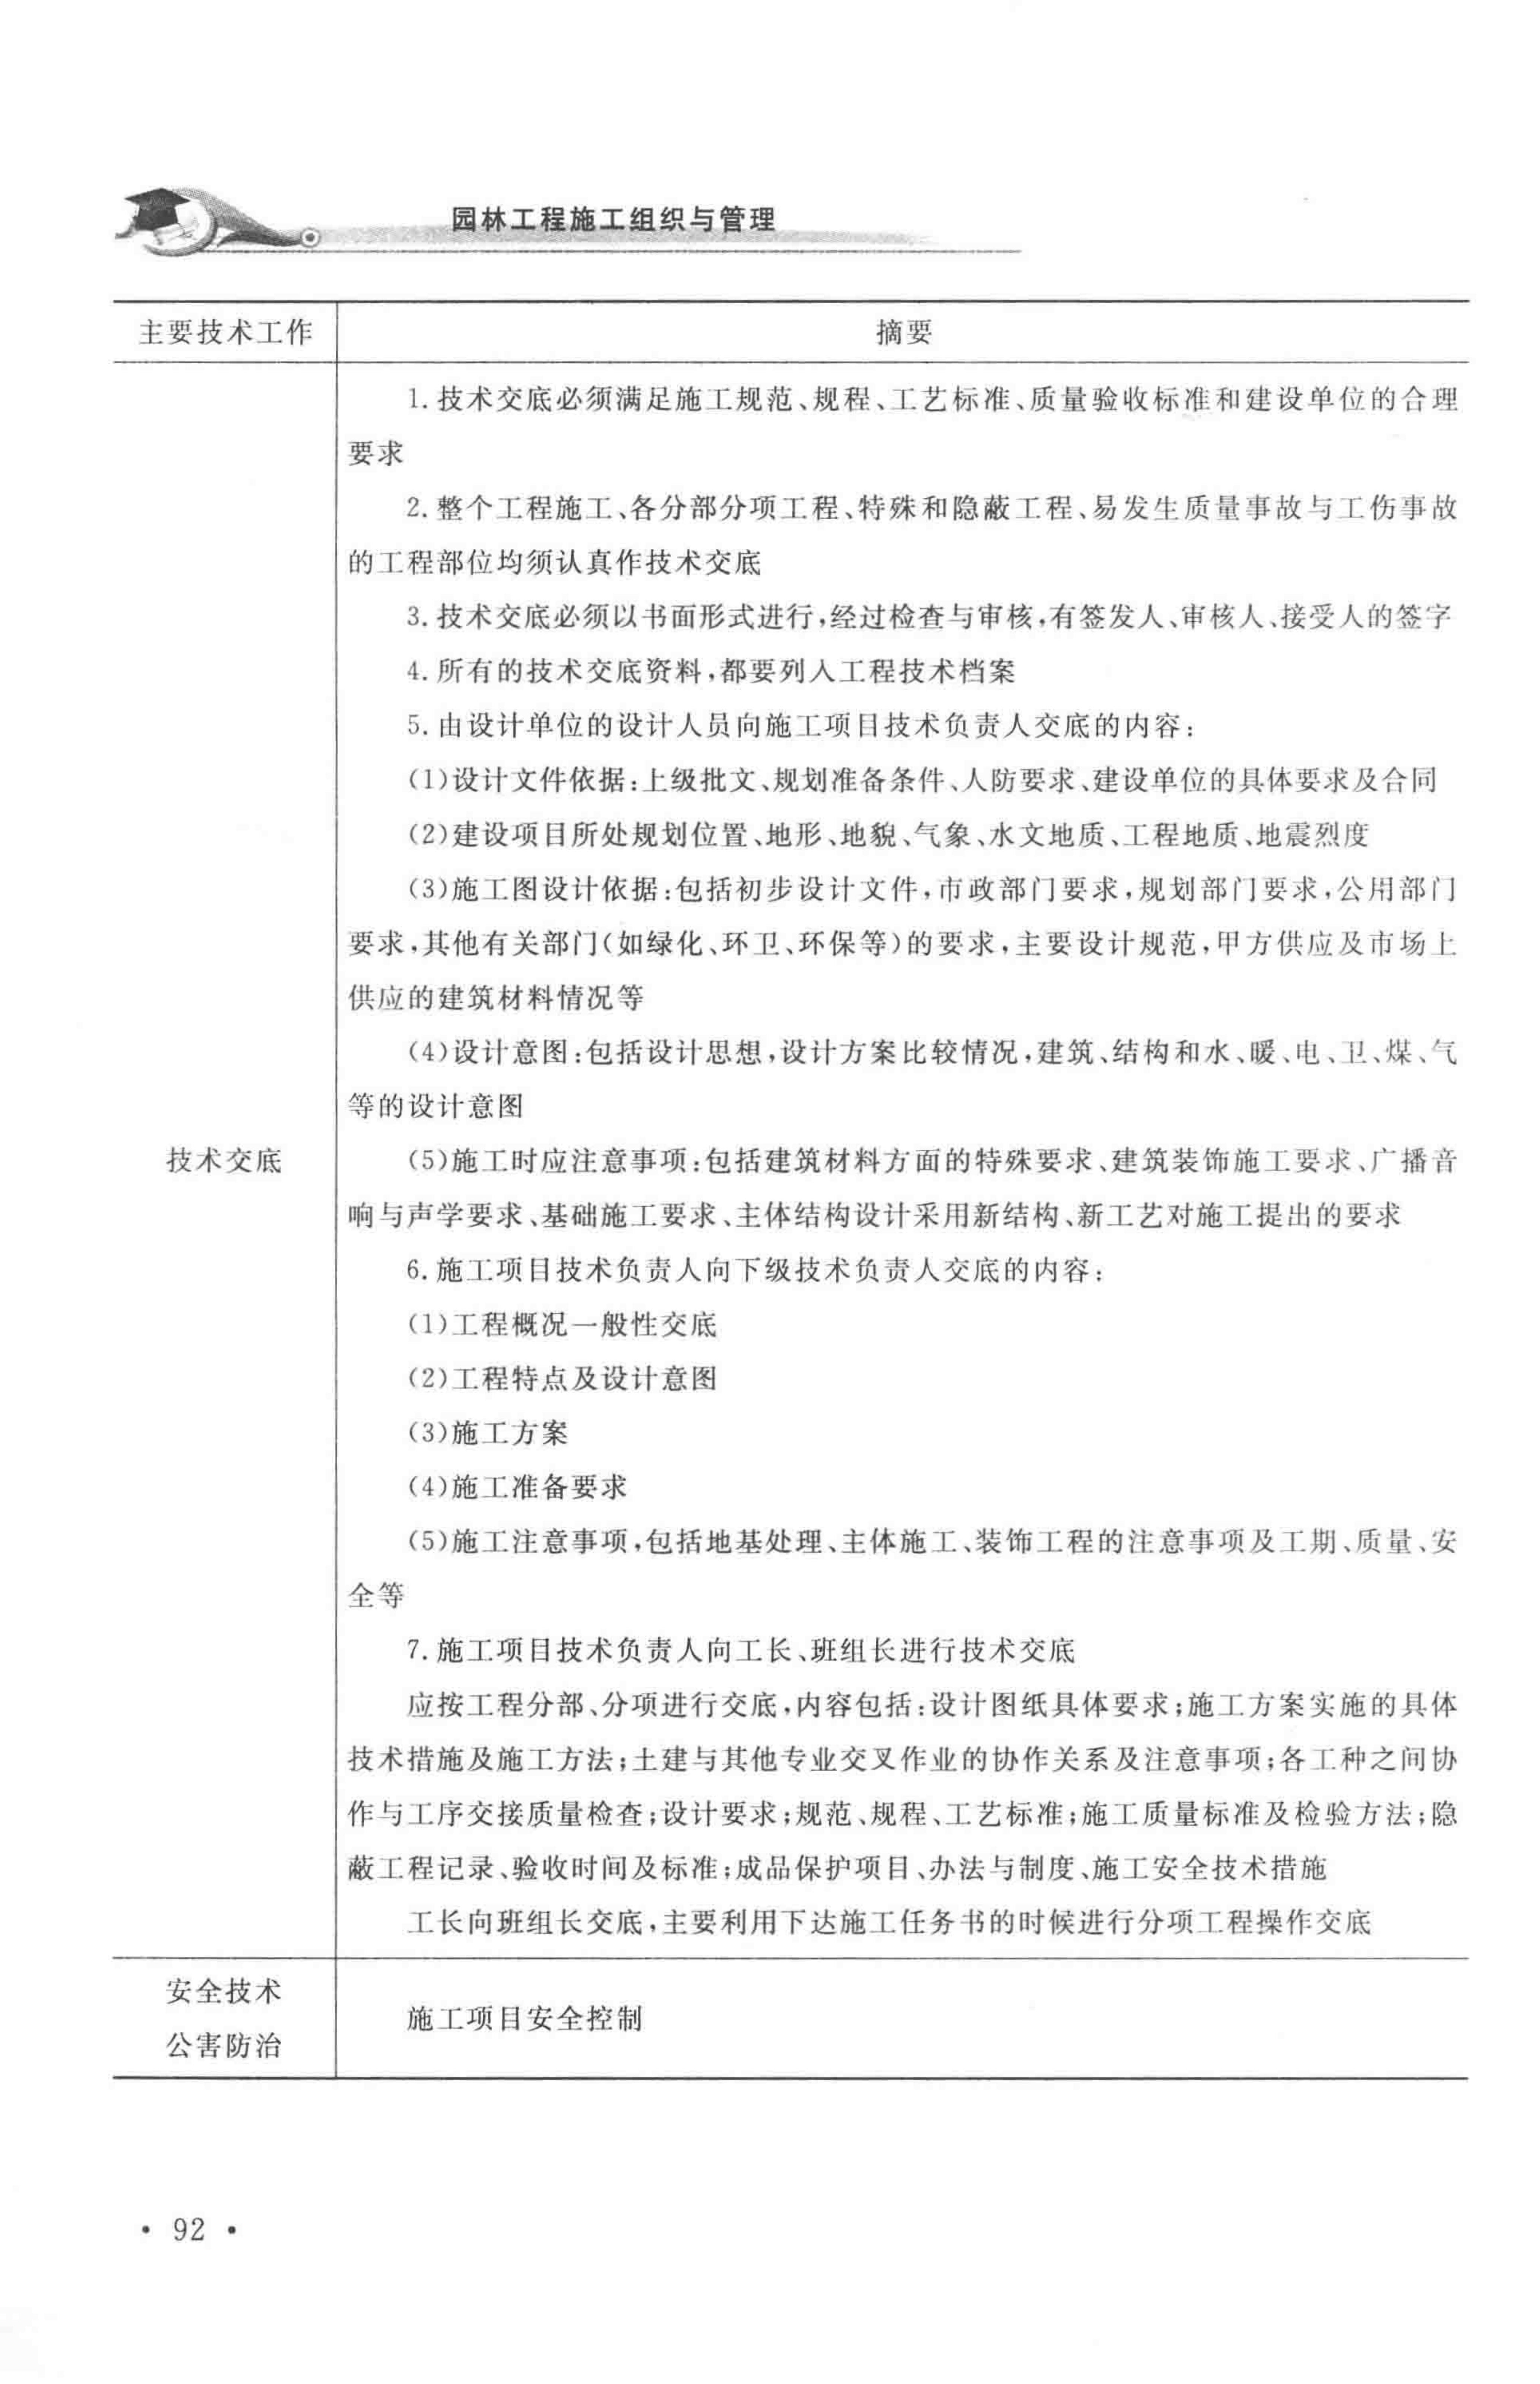 园林工程施工组织与管理
主要技术工作
摘要
1.技术交底必须满足施工规范、规程、工艺标准、质量验收标准和建设单位的合理
要求
2.整个工程施工、各分部分项工程、特殊和隐蔽工程、易发生质量事故与工伤事故
的工程部位均须认真作技术交底
3.技术交底必须以书面形式进行,经过检查与审核,有签发人、审核人、接受人的签字
4.所有的技术交底资料,都要列入工程技术档案
5.由设计单位的设计人员向施工项目技术负责人交底的内容:
(1)设计文件依据:上级批文、规划准备条件、人防要求、建设单位的具体要求及合同
(2)建设项目所处规划位置、地形、地貌、气象、水文地质、工程地质、地震烈度
(3)施工图设计依据:包括初步设计文件,市政部门要求,规划部门要求,公用部门
要求,其他有关部门(如绿化、环卫、环保等)的要求,主要设计规范,甲方供应及市场上
供应的建筑材料情况等
(4)设计意图:包括设计思想,设计方案比较情况,建筑、结构和水、暖、电、卫、煤、气
等的设计意图
技术交底
(5)施工时应注意事项:包括建筑材料方面的特殊要求、建筑装饰施工要求、广播音
响与声学要求、基础施工要求、主体结构设计采用新结构、新工艺对施工提出的要求
6.施工项目技术负责人向下级技术负责人交底的内容:
(1)工程概况一般性交底
(2)工程特点及设计意图
(3)施工方案
(4)施工准备要求
(5)施工注意事项,包括地基处理、主体施工、装饰工程的注意事项及工期、质量、安
全等
7.施工项目技术负责人向工长、班组长进行技术交底
应按工程分部、分项进行交底,内容包括:设计图纸具体要求;施工方案实施的具体
技术措施及施工方法;土建与其他专业交叉作业的协作关系及注意事项;各工种之间协
作与工序交接质量检查;设计要求;规范、规程、工艺标准;施工质量标准及检验方法;隐
蔽工程记录、验收时间及标准;成品保护项目、办法与制度、施工安全技术措施
工长向班组长交底,主要利用下达施工任务书的时候进行分项工程操作交底
安全技术
公害防治
施工项目安全控制
• 92 •